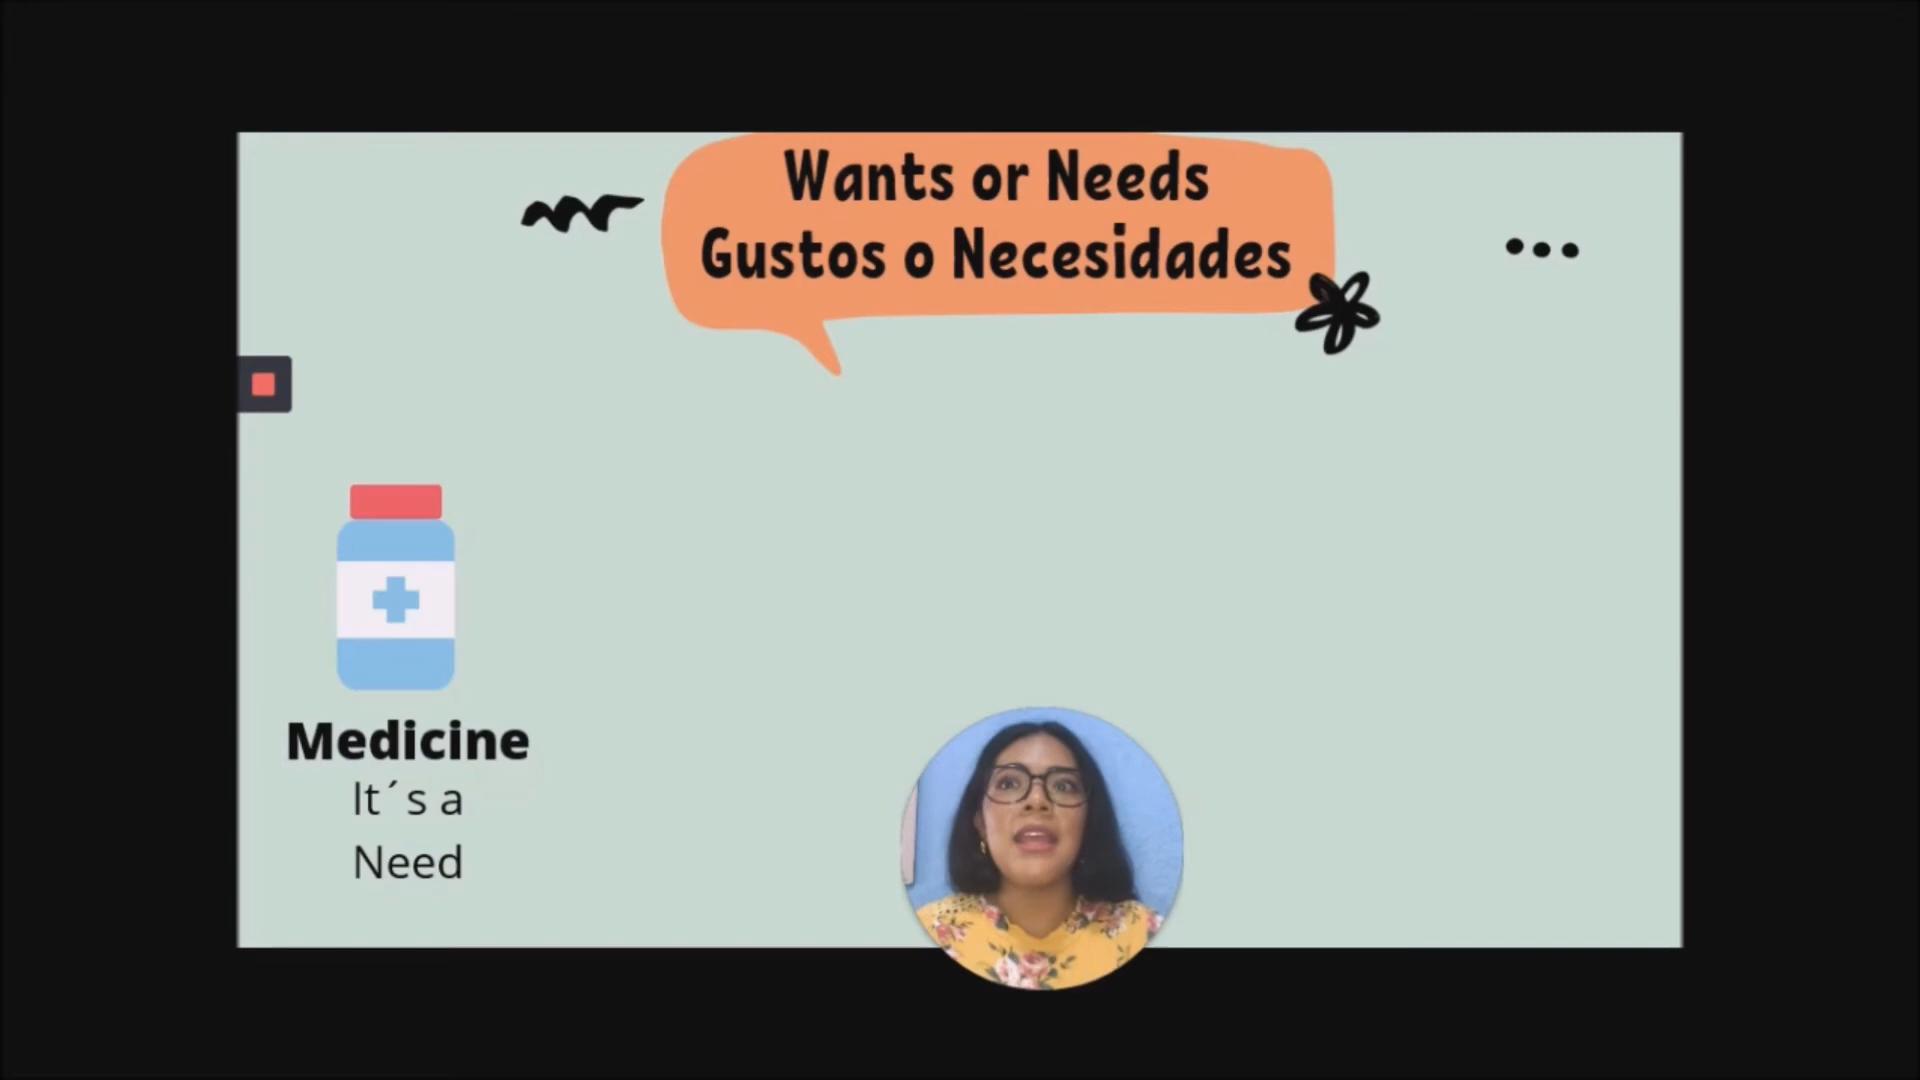 Wants or Needs
Gustos o Necesidades
Medicine
It´s a
Need